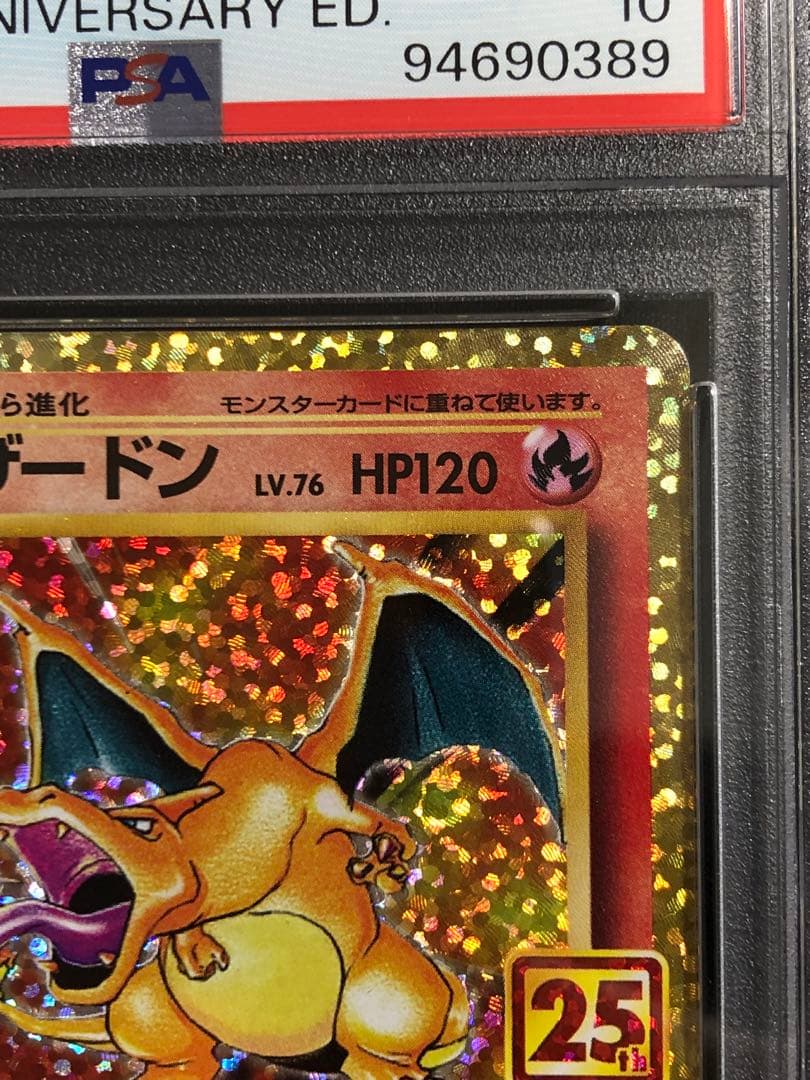 NIVERSARY ED. 10
PSA 94690389
ら進化 モンスターカードに重ねて使います。
ザードン LV.76 HP120
25th